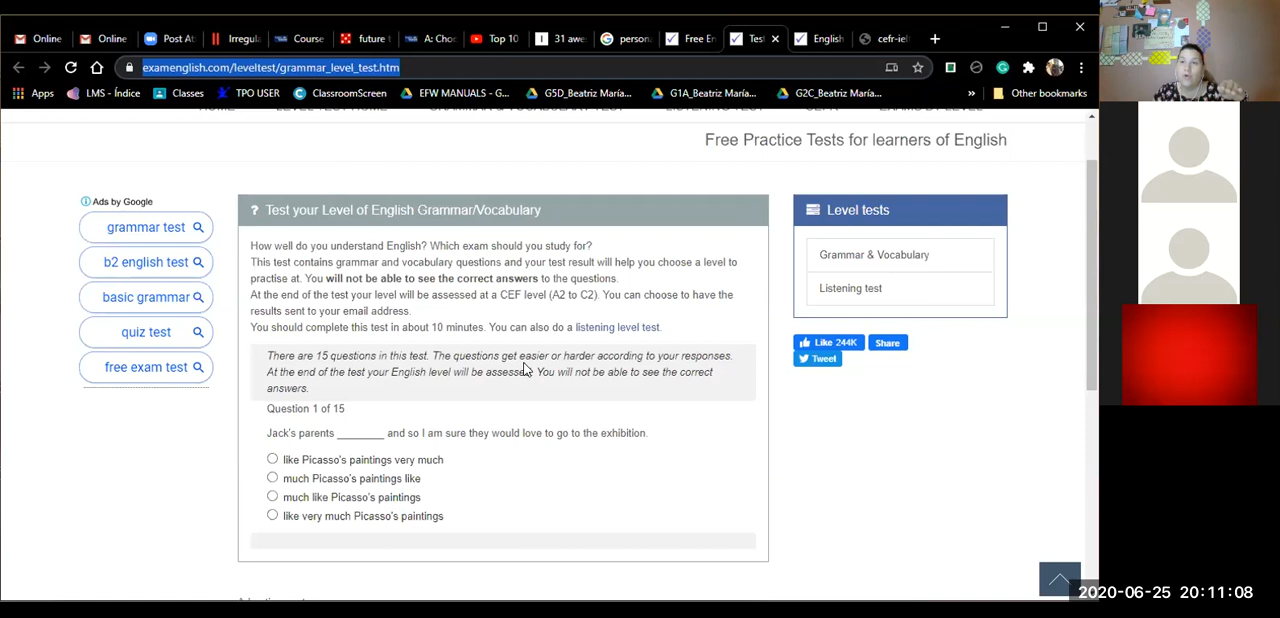 Online
Online
Post At
Irregul
Course
future t
A: Cho
Top 10
31 awe
person
Free En
Test
English
cefr-iel
examenglish.com/leveltest/grammar_level_test.htm
Apps
LMS - Índice
Classes
TPO USER
ClassroomScreen
EFW MANUALS - G...
G5D_Beatriz María...
G1A_Beatriz María...
G2C_Beatriz María...
»
Other bookmarks
Free Practice Tests for learners of English
Ads by Google
grammar test
b2 english test
basic grammar
quiz test
free exam test
? Test your Level of English Grammar/Vocabulary
How well do you understand English? Which exam should you study for?
This test contains grammar and vocabulary questions and your test result will help you choose a level to
practise at. You will not be able to see the correct answers to the questions.
At the end of the test your level will be assessed at a CEF level (A2 to C2). You can choose to have the
results sent to your email address.
You should complete this test in about 10 minutes. You can also do a listening level test.
There are 15 questions in this test. The questions get easier or harder according to your responses.
At the end of the test your English level will be assessed. You will not be able to see the correct
answers.
Question 1 of 15
Jack's parents ________ and so I am sure they would love to go to the exhibition.
like Picasso's paintings very much
much Picasso's paintings like
much like Picasso's paintings
like very much Picasso's paintings
Level tests
Grammar & Vocabulary
Listening test
Like 244K
Share
Tweet
2020-06-25 20:11:08